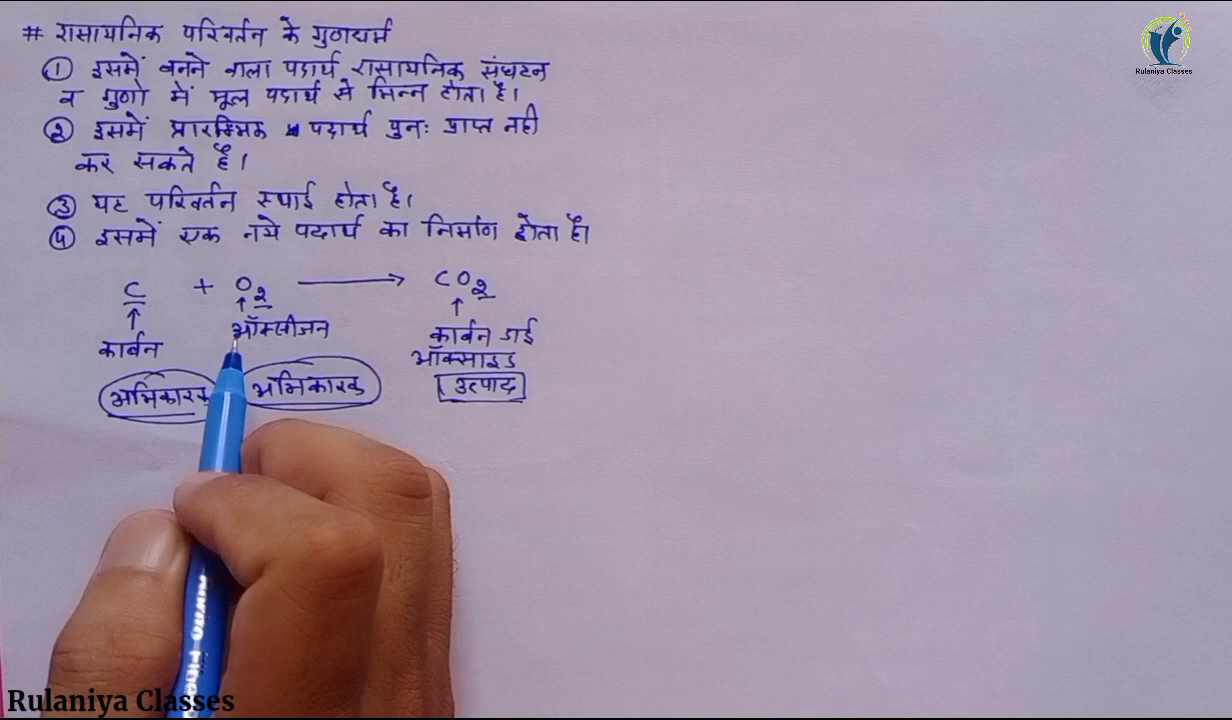 # रासायनिक परिवर्तन के गुणधर्म
① इसमें बनने वाला पदार्थ रासायनिक संघटन
व गुणो में मूल पदार्थ से भिन्न होता है।
② इसमें प्रारम्भिक पदार्थ पुनः प्राप्त नही
कर सकते है।
③ यह परिवर्तन स्थाई होता है।
④ इसमें एक नये पदार्थ का निर्माण होता है।
C + O2 → CO2
↑ ↑ ↑
कार्बन ऑक्सीजन कार्बन डाई
ऑक्साइड
अभिकारक अभिकारक उत्पाद
Rulaniya Classes
Rulaniya Classes